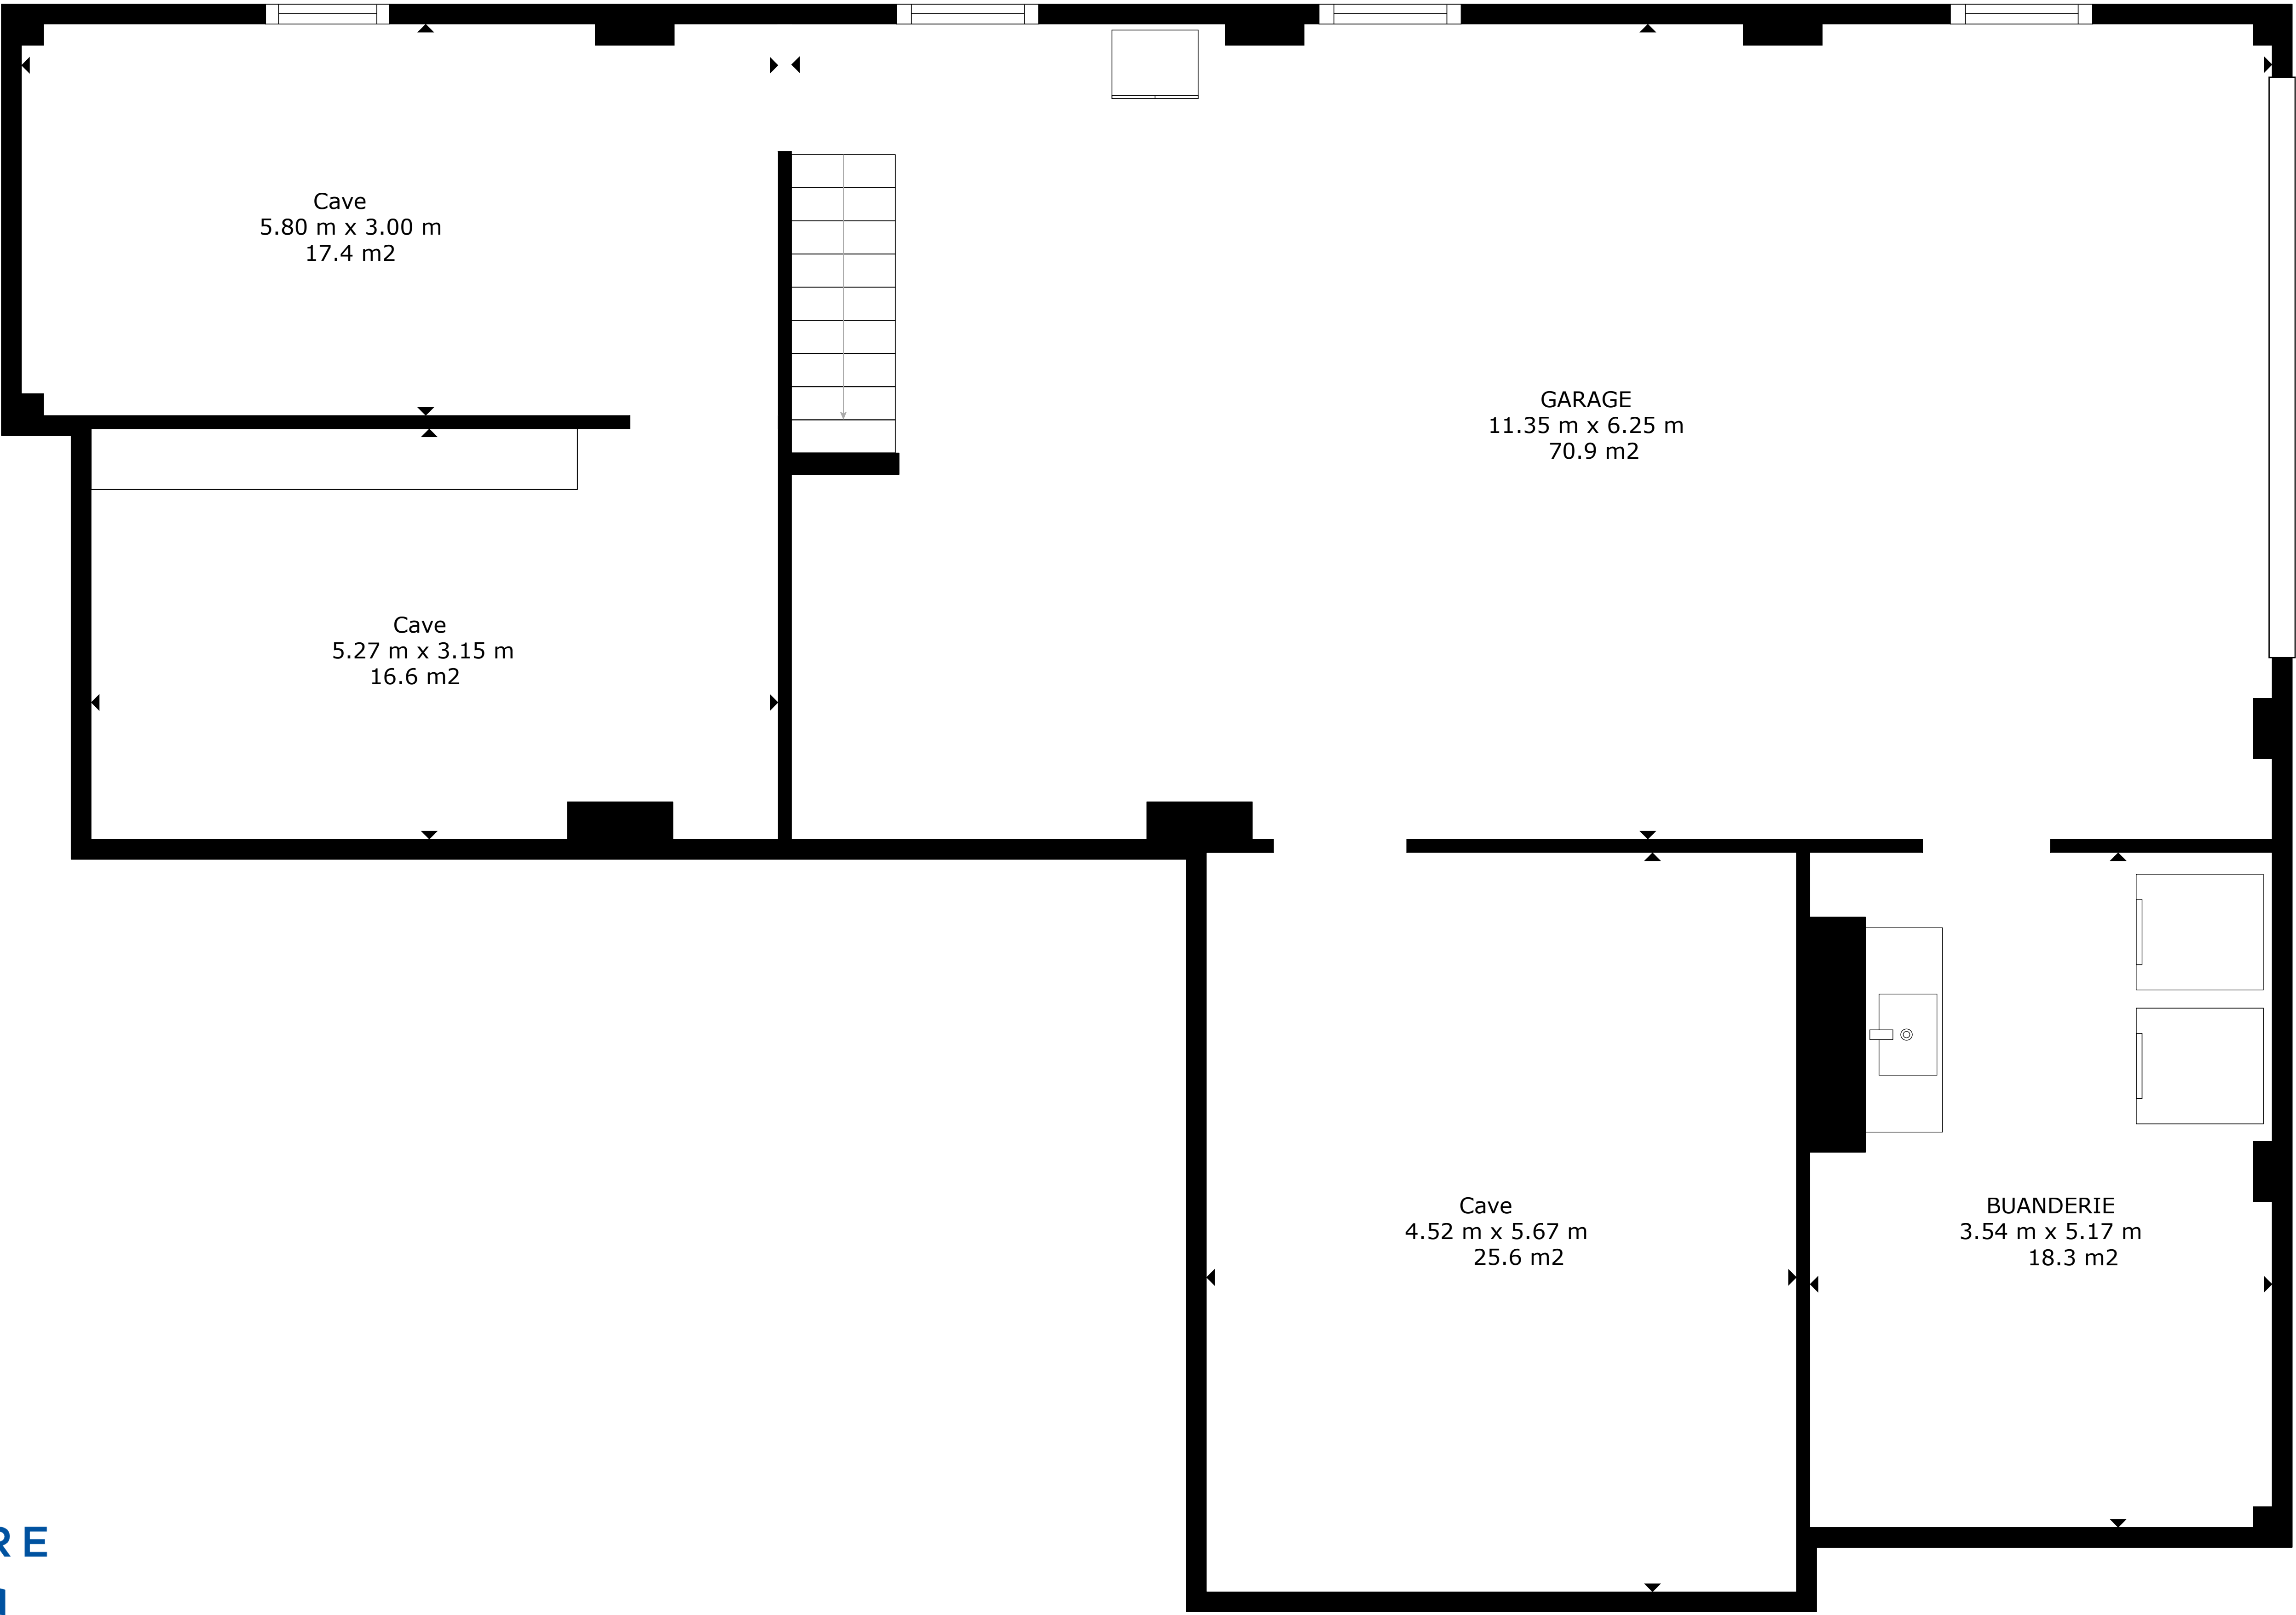 Cave
5.80 m x 3.00 m
17.4 m2
GARAGE
11.35 m x 6.25 m
70.9 m2
Cave
5.27 m x 3.15 m
16.6 m2
Cave
4.52 m x 5.67 m
25.6 m2
BUANDERIE
3.54 m x 5.17 m
18.3 m2
RE